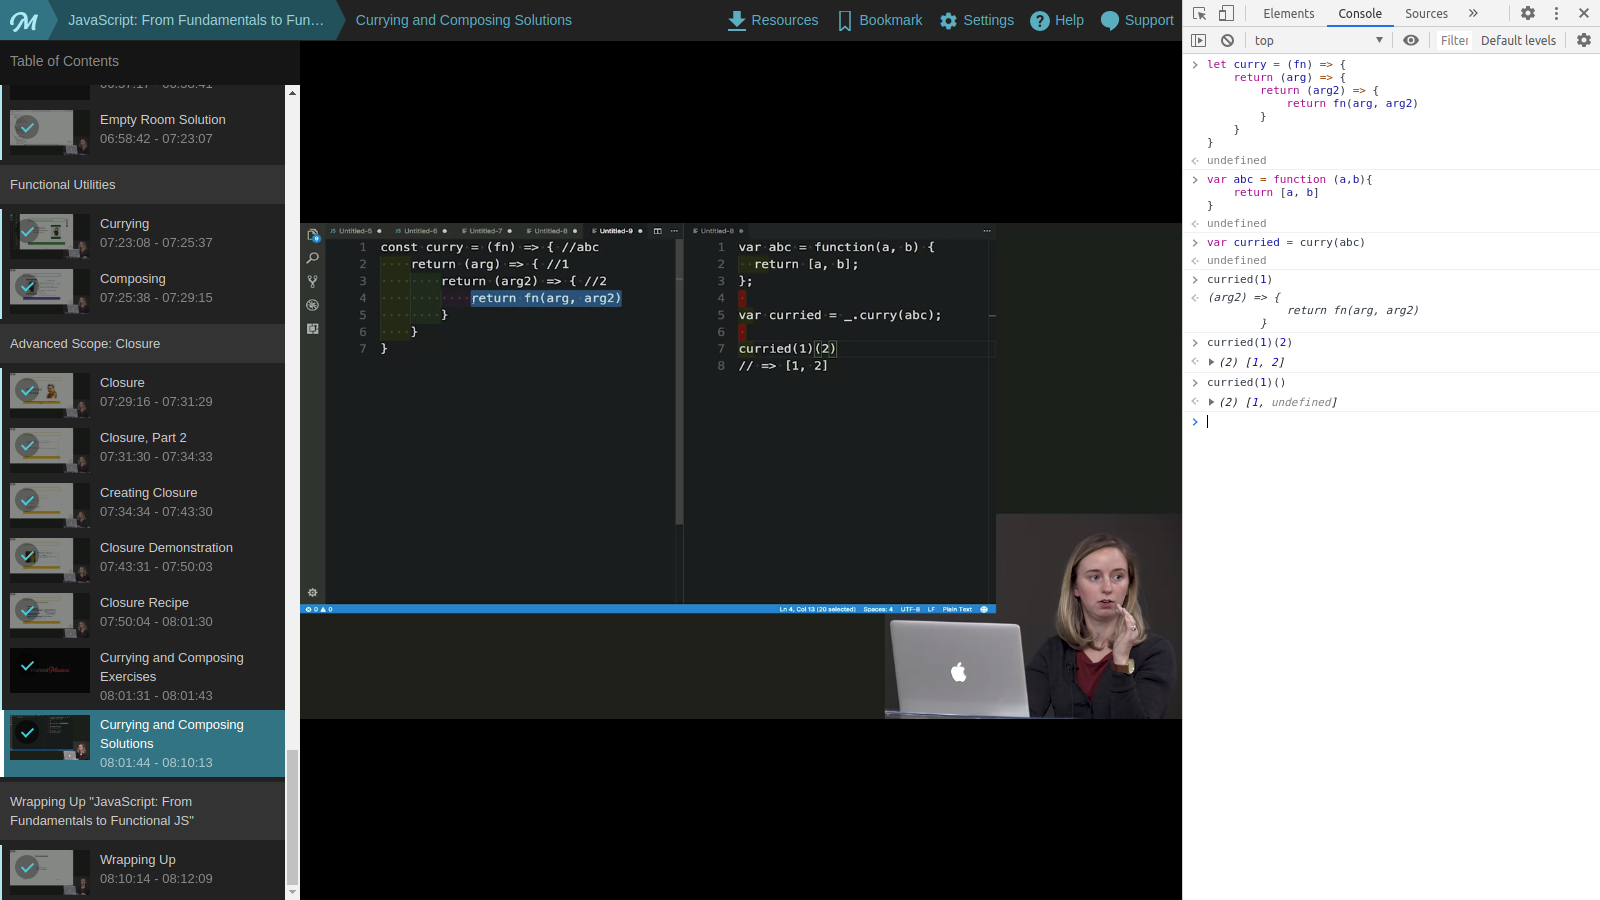 JavaScript: From Fundamentals to Fun…
Currying and Composing Solutions
Resources
Bookmark
Settings
Help
Support
Table of Contents
06:57:17 - 06:58:41
Empty Room Solution
06:58:42 - 07:23:07
Functional Utilities
Currying
07:23:08 - 07:25:37
Composing
07:25:38 - 07:29:15
Advanced Scope: Closure
Closure
07:29:16 - 07:31:29
Closure, Part 2
07:31:30 - 07:34:33
Creating Closure
07:34:34 - 07:43:30
Closure Demonstration
07:43:31 - 07:50:03
Closure Recipe
07:50:04 - 08:01:30
Currying and Composing
Exercises
08:01:31 - 08:01:43
Currying and Composing
Solutions
08:01:44 - 08:10:13
Wrapping Up "JavaScript: From
Fundamentals to Functional JS"
Wrapping Up
08:10:14 - 08:12:09
JS Untitled-5
JS Untitled-6
Untitled-7
Untitled-8
Untitled-9
1 const curry = (fn) => { //abc
2 return (arg) => { //1
3 return (arg2) => { //2
4 return fn(arg, arg2)
5 }
6 }
7 }
Untitled-8
1 var abc = function(a, b) {
2 return [a, b];
3 };
4
5 var curried = _.curry(abc);
6
7 curried(1)(2)
8 // => [1, 2]
0 0
Ln 4, Col 13 (20 selected) Spaces: 4 UTF-8 LF Plain Text
Elements
Console
Sources
top
Filter
Default levels
let curry = (fn) => {
return (arg) => {
return (arg2) => {
return fn(arg, arg2)
}
}
}
undefined
var abc = function (a,b){
return [a, b]
}
undefined
var curried = curry(abc)
undefined
curried(1)
(arg2) => {
return fn(arg, arg2)
}
curried(1)(2)
(2) [1, 2]
curried(1)()
(2) [1, undefined]